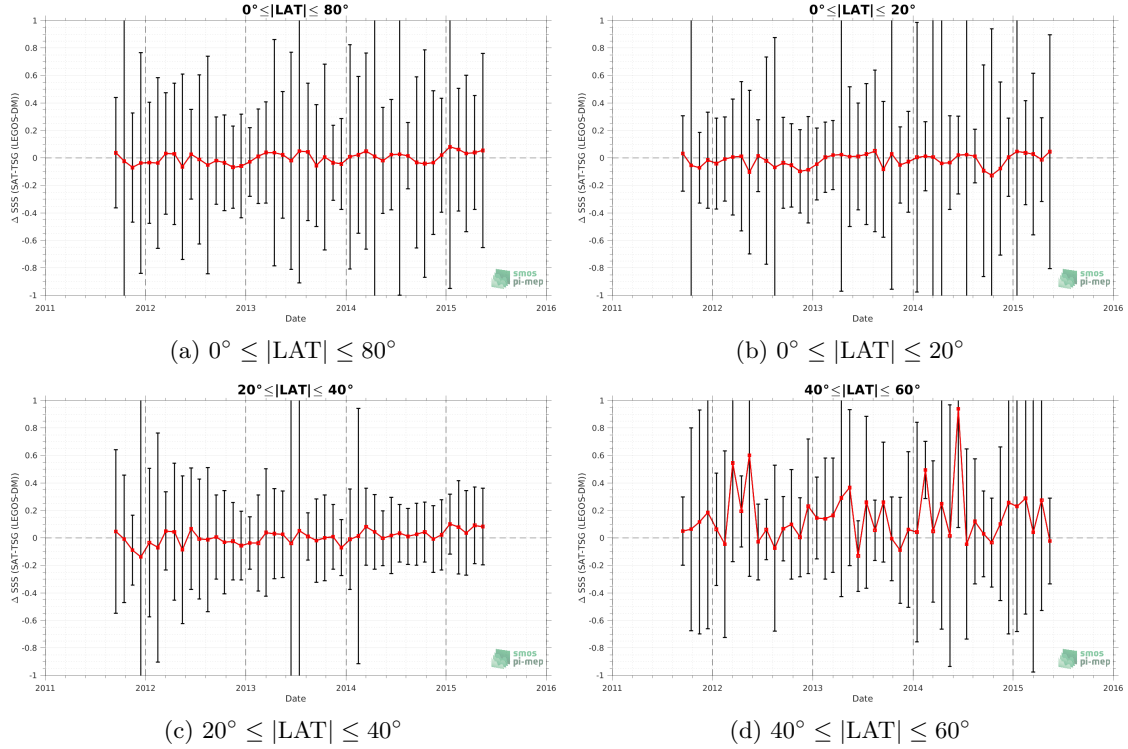 0°≤|LAT|≤ 80°
Δ SSS (SAT-TSG (LEGOS-DM))
1
0.8
0.6
0.4
0.2
0
-0.2
-0.4
-0.6
-0.8
-1
2011
2012
2013
2014
2015
2016
Date
smos
pi-mep
(a) 0° ≤ |LAT| ≤ 80°
0°≤|LAT|≤ 20°
Δ SSS (SAT-TSG (LEGOS-DM))
1
0.8
0.6
0.4
0.2
0
-0.2
-0.4
-0.6
-0.8
-1
2011
2012
2013
2014
2015
2016
Date
smos
pi-mep
(b) 0° ≤ |LAT| ≤ 20°
20°≤|LAT|≤ 40°
Δ SSS (SAT-TSG (LEGOS-DM))
1
0.8
0.6
0.4
0.2
0
-0.2
-0.4
-0.6
-0.8
-1
2011
2012
2013
2014
2015
2016
Date
smos
pi-mep
(c) 20° ≤ |LAT| ≤ 40°
40°≤|LAT|≤ 60°
Δ SSS (SAT-TSG (LEGOS-DM))
1
0.8
0.6
0.4
0.2
0
-0.2
-0.4
-0.6
-0.8
-1
2011
2012
2013
2014
2015
2016
Date
smos
pi-mep
(d) 40° ≤ |LAT| ≤ 60°